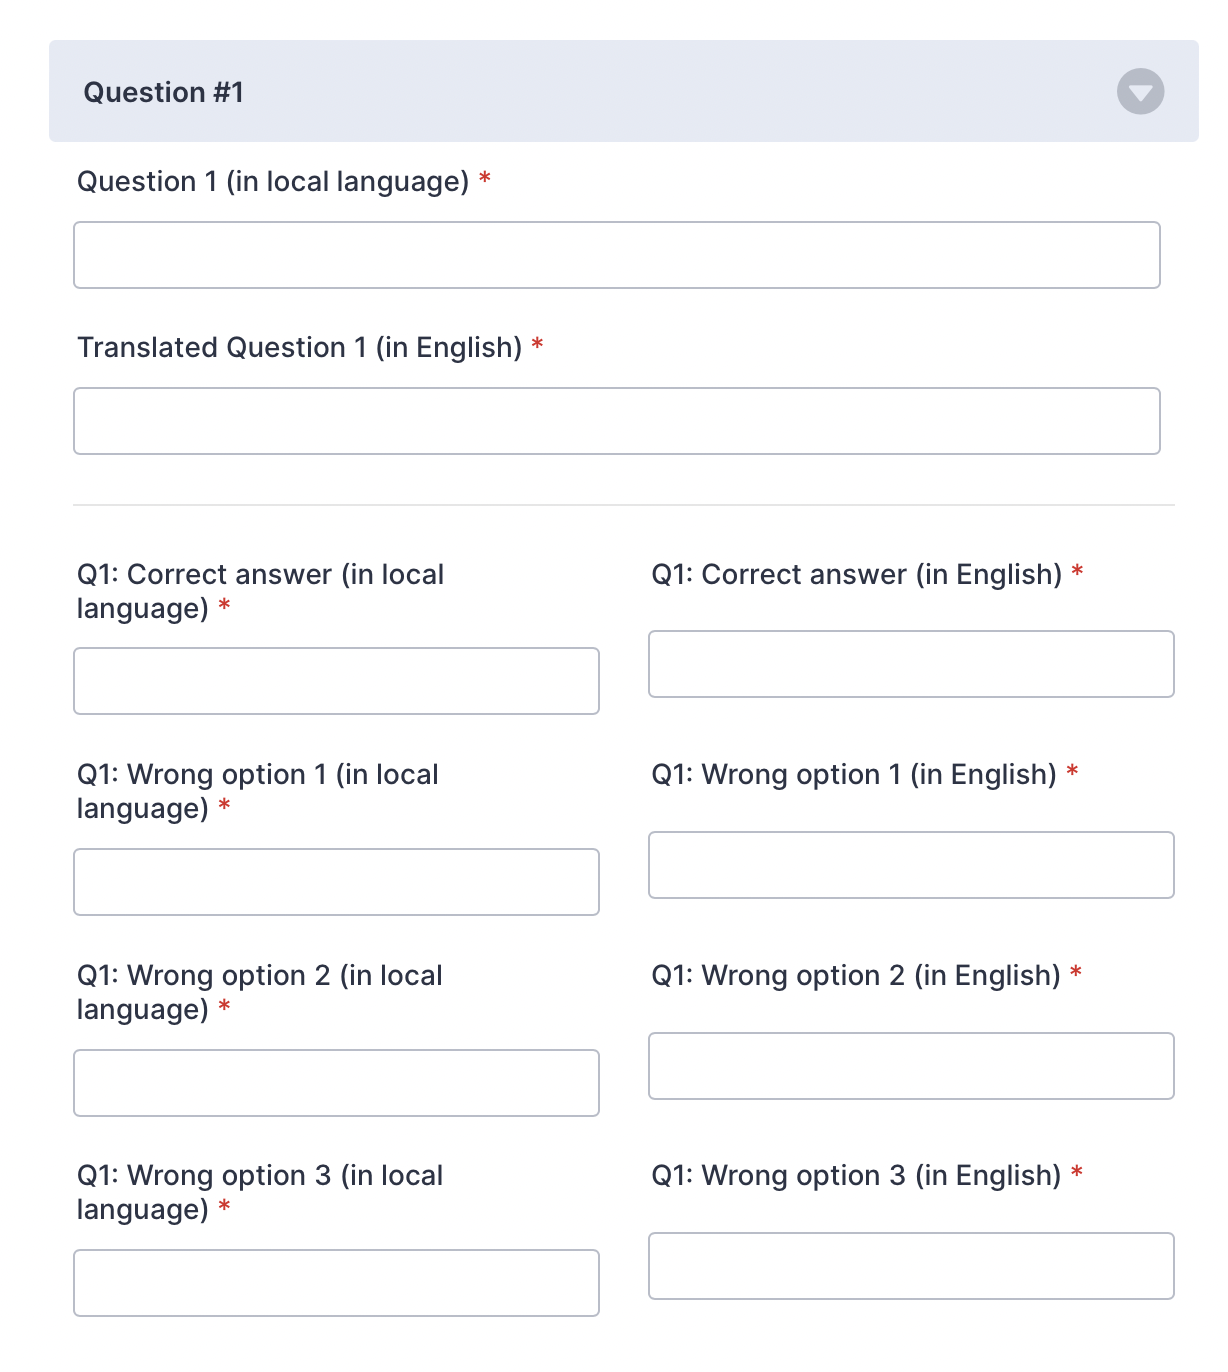 Question #1
Question 1 (in local language) *
Translated Question 1 (in English) *
Q1: Correct answer (in local
language) *
Q1: Correct answer (in English) *
Q1: Wrong option 1 (in local
language) *
Q1: Wrong option 1 (in English) *
Q1: Wrong option 2 (in local
language) *
Q1: Wrong option 2 (in English) *
Q1: Wrong option 3 (in local
language) *
Q1: Wrong option 3 (in English) *